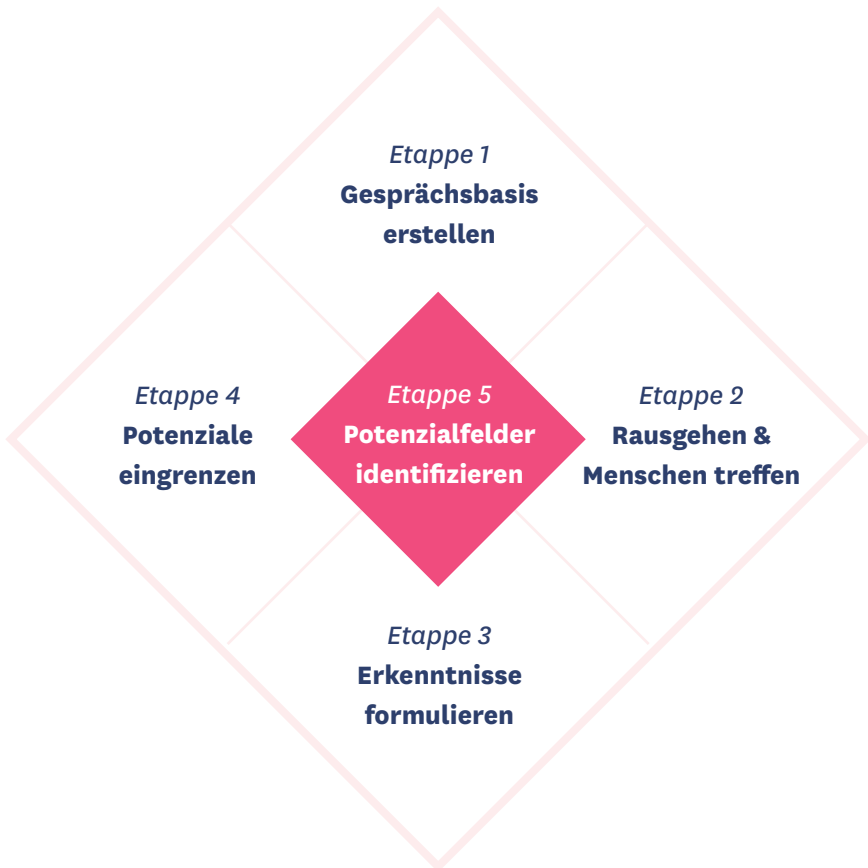 Etappe 1
Gesprächsbasis
erstellen
Etappe 4
Potenziale
eingrenzen
Etappe 5
Potenzialfelder
identifizieren
Etappe 2
Rausgehen &
Menschen treffen
Etappe 3
Erkenntnisse
formulieren